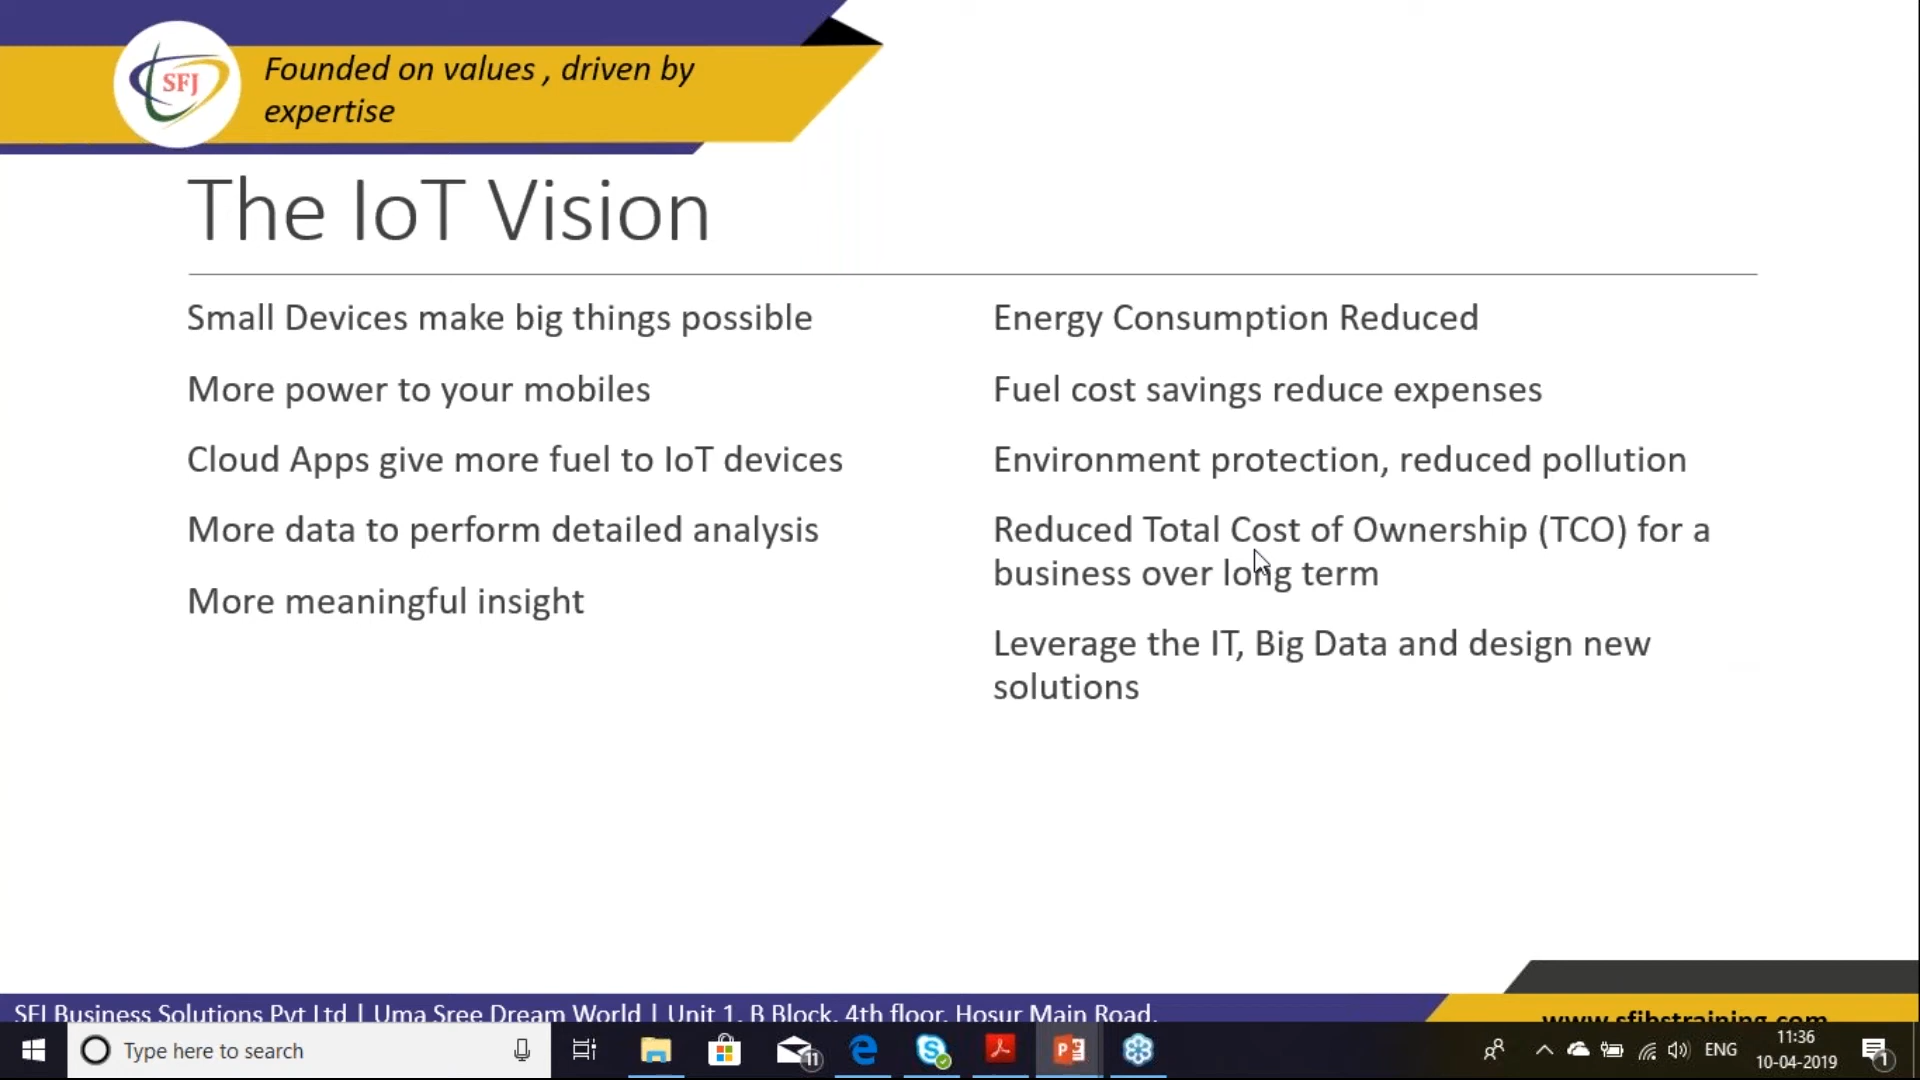 SFJ
Founded on values , driven by
expertise
The IoT Vision
Small Devices make big things possible
More power to your mobiles
Cloud Apps give more fuel to IoT devices
More data to perform detailed analysis
More meaningful insight
Energy Consumption Reduced
Fuel cost savings reduce expenses
Environment protection, reduced pollution
Reduced Total Cost of Ownership (TCO) for a
business over long term
Leverage the IT, Big Data and design new
solutions
SFJ Business Solutions Pvt Ltd | Uma Sree Dream World | Unit 1, B Block, 4th floor, Hosur Main Road,
www.sfjbstraining.com
Type here to search
11
ENG
11:36
10-04-2019
1